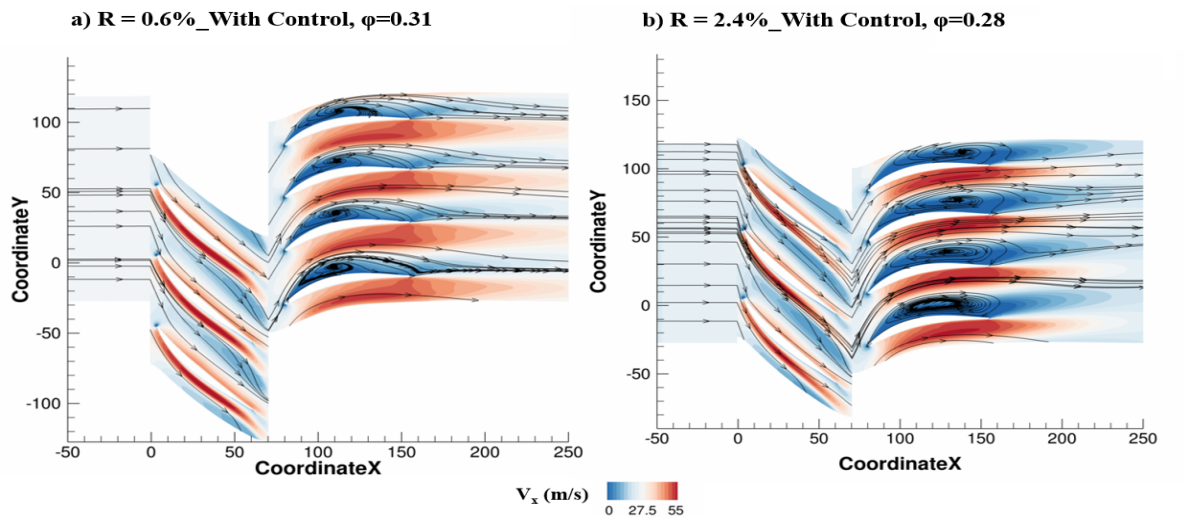 a) R = 0.6%_With Control, φ=0.31
b) R = 2.4%_With Control, φ=0.28
CoordinateY
100
50
0
-50
-100
-50 0 50 100 150 200 250
CoordinateX
CoordinateY
150
100
50
0
-50
-50 0 50 100 150 200 250
CoordinateX
Vx (m/s)
0 27.5 55